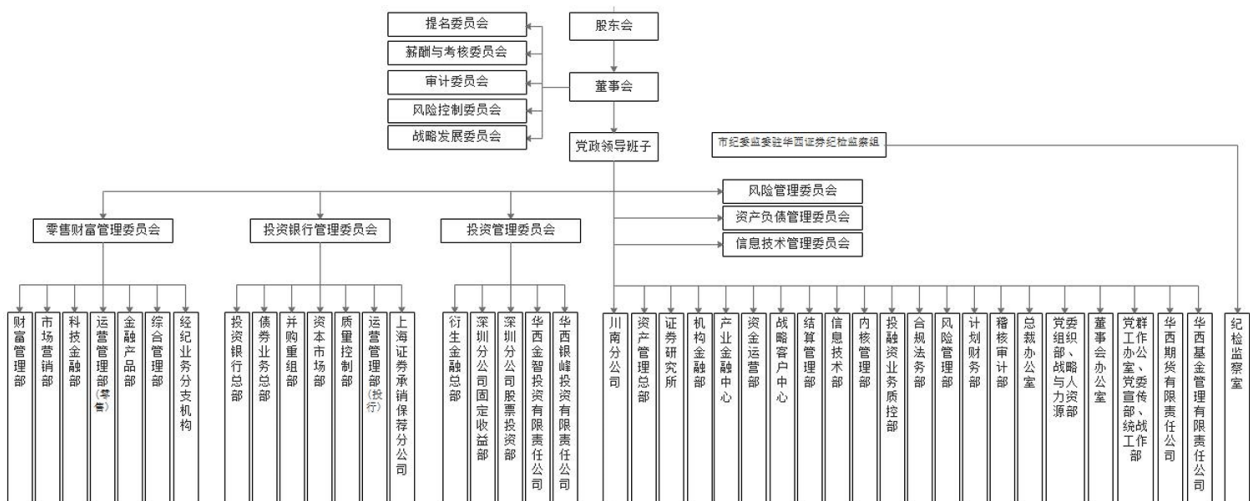 提名委员会
薪酬与考核委员会
审计委员会
风险控制委员会
战略发展委员会
股东会
董事会
党政领导班子
市纪委监委驻华西证券纪检监察组
风险管理委员会
资产负债管理委员会
信息技术管理委员会
零售财富管理委员会
投资银行管理委员会
投资管理委员会
财富管理部
市场营销部
科技金融部
运营管理部(零售)
金融产品部
综合管理部
经纪业务分支机构
投资银行总部
债券业务总部
并购重组部
资本市场部
质量控制部
运营管理部(投行)
上海证券承销保荐分公司
衍生金融总部
深圳分公司固定收益部
深圳分公司股票投资部
华西金智投资有限责任公司
华西银峰投资有限责任公司
川南分公司
资产管理总部
证券研究所
机构金融部
产业金融中心
资金运营部
战略客户中心
结算管理部
信息技术部
内核管理部
投融资业务质控部
合规法务部
风险管理部
计划财务部
稽核审计部
总裁办公室
党委组织部、战略与人力资源部
董事会办公室
党群工作办公室、党委宣传部、统战工作部
华西期货有限责任公司
华西基金管理有限责任公司
纪检监察室